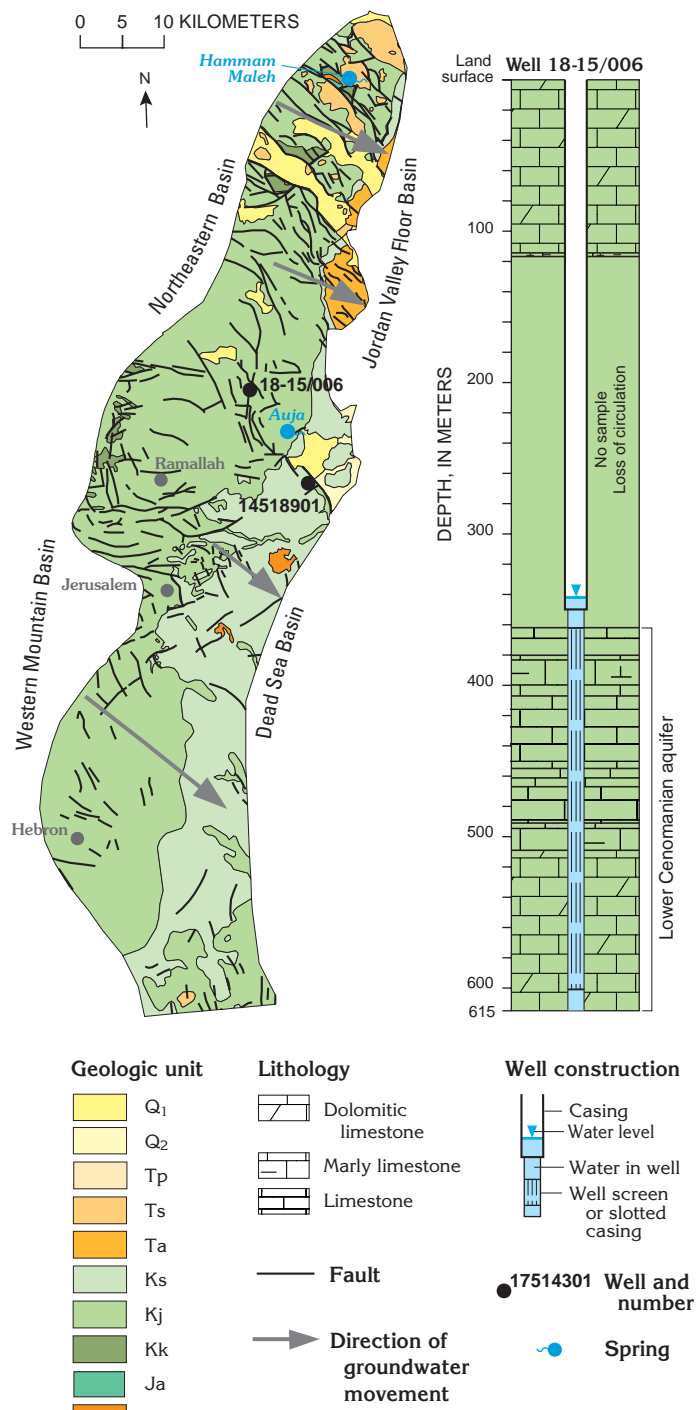 0 5 10 KILOMETERS
N
Hammam
Maleh
Northeastern Basin
Jordan Valley Floor Basin
18-15/006
Auja
Ramallah
14518901
Jerusalem
Western Mountain Basin
Dead Sea Basin
Hebron
Land
surface
Well 18-15/006
100
200
300
400
500
600
615
DEPTH, IN METERS
No sample
Loss of circulation
Lower Cenomanian aquifer
Geologic unit
Q1
Q2
Tp
Ts
Ta
Ks
Kj
Kk
Ja
Lithology
Dolomitic
limestone
Marly limestone
Limestone
Fault
Direction of
groundwater
movement
Well construction
Casing
Water level
Water in well
Well screen
or slotted
casing
17514301 Well and
number
Spring